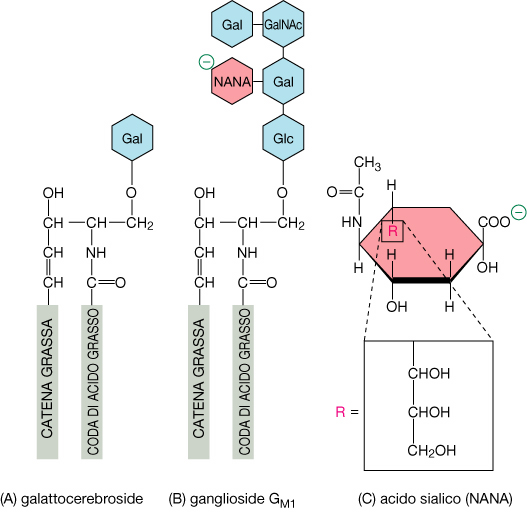 Gal
GalNAc
NANA
−
Gal
Glc
Gal
O
OH
CH
CH
CH2
CH
NH
CH
C
O
CATENA GRASSA
CODA DI ACIDO GRASSO
(A) galattocerebroside
O
OH
CH
CH
CH2
CH
NH
CH
C
O
CATENA GRASSA
CODA DI ACIDO GRASSO
(B) ganglioside GM1
CH3
O
C
HN
H
R
COO
−
H
H
H
OH
OH
H
R =
CHOH
CHOH
CH2OH
(C) acido sialico (NANA)